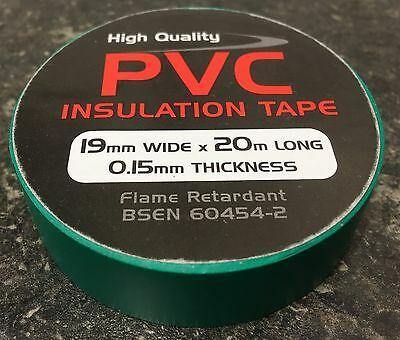 High Quality
PVC
INSULATION TAPE
19mm WIDE x 20m LONG
0.15mm THICKNESS
Flame Retardant
BSEN 60454-2